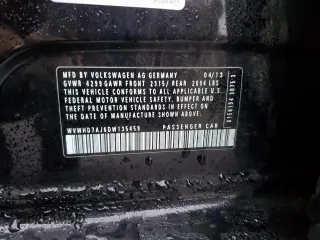 MFD BY VOLKSWAGEN AG GERMANY 04/13
GVWR 4299 GAWR FRONT 2315/ REAR 2094 LBS
THIS VEHICLE CONFORMS TO ALL APPLICABLE
FEDERAL MOTOR VEHICLE SAFETY, BUMPER, AND
THEFT PREVENTION STANDARDS IN EFFECT ON
THE DATE OF MANUFACTURE SHOWN ABOVE.
PASSENGER CAR